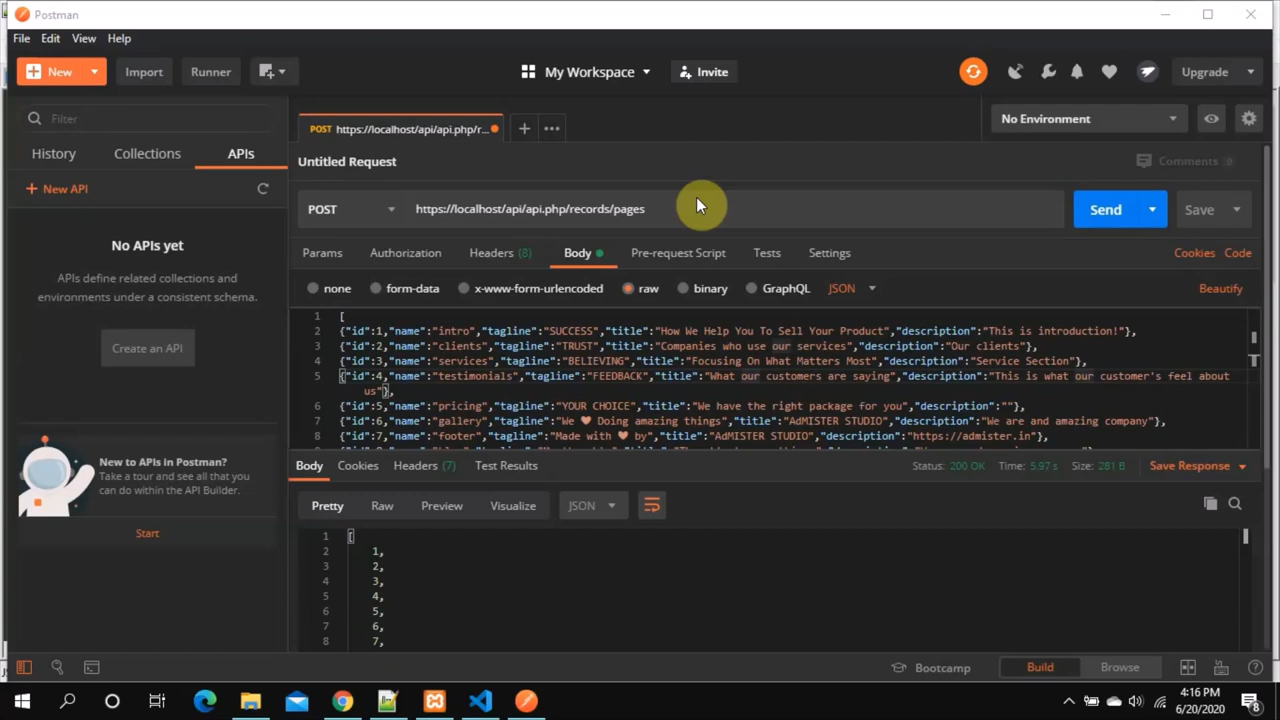 Postman
File Edit View Help
New Import Runner My Workspace Invite Upgrade
Filter
No Environment
POST https://localhost/api/api.php/r...
History Collections APIs
Untitled Request
Comments 0
+ New API
POST https://localhost/api/api.php/records/pages Send Save
No APIs yet
APIs define related collections and
environments under a consistent schema.
Create an API
Params Authorization Headers (8) Body Pre-request Script Tests Settings Cookies Code
none form-data x-www-form-urlencoded raw binary GraphQL JSON Beautify
1 [
2 {"id":1,"name":"intro","tagline":"SUCCESS","title":"How We Help You To Sell Your Product","description":"This is introduction!"},
3 {"id":2,"name":"clients","tagline":"TRUST","title":"Companies who use our services","description":"Our clients"},
4 {"id":3,"name":"services","tagline":"BELIEVING","title":"Focusing On What Matters Most","description":"Service Section"},
5 {"id":4,"name":"testimonials","tagline":"FEEDBACK","title":"What our customers are saying","description":"This is what our customer's feel about
us"},
6 {"id":5,"name":"pricing","tagline":"YOUR CHOICE","title":"We have the right package for you","description":""},
7 {"id":6,"name":"gallery","tagline":"We ❤ Doing amazing things","title":"AdMISTER STUDIO","description":"We are and amazing company"},
8 {"id":7,"name":"footer","tagline":"Made with ❤ by","title":"AdMISTER STUDIO","description":"https://admister.in"},
New to APIs in Postman?
Take a tour and see all that you
can do within the API Builder.
Start
Body Cookies Headers (7) Test Results Status: 200 OK Time: 5.97 s Size: 281 B Save Response
Pretty Raw Preview Visualize JSON
1 [
2 1,
3 2,
4 3,
5 4,
6 5,
7 6,
8 7,
Bootcamp Build Browse
4:16 PM
6/20/2020
8